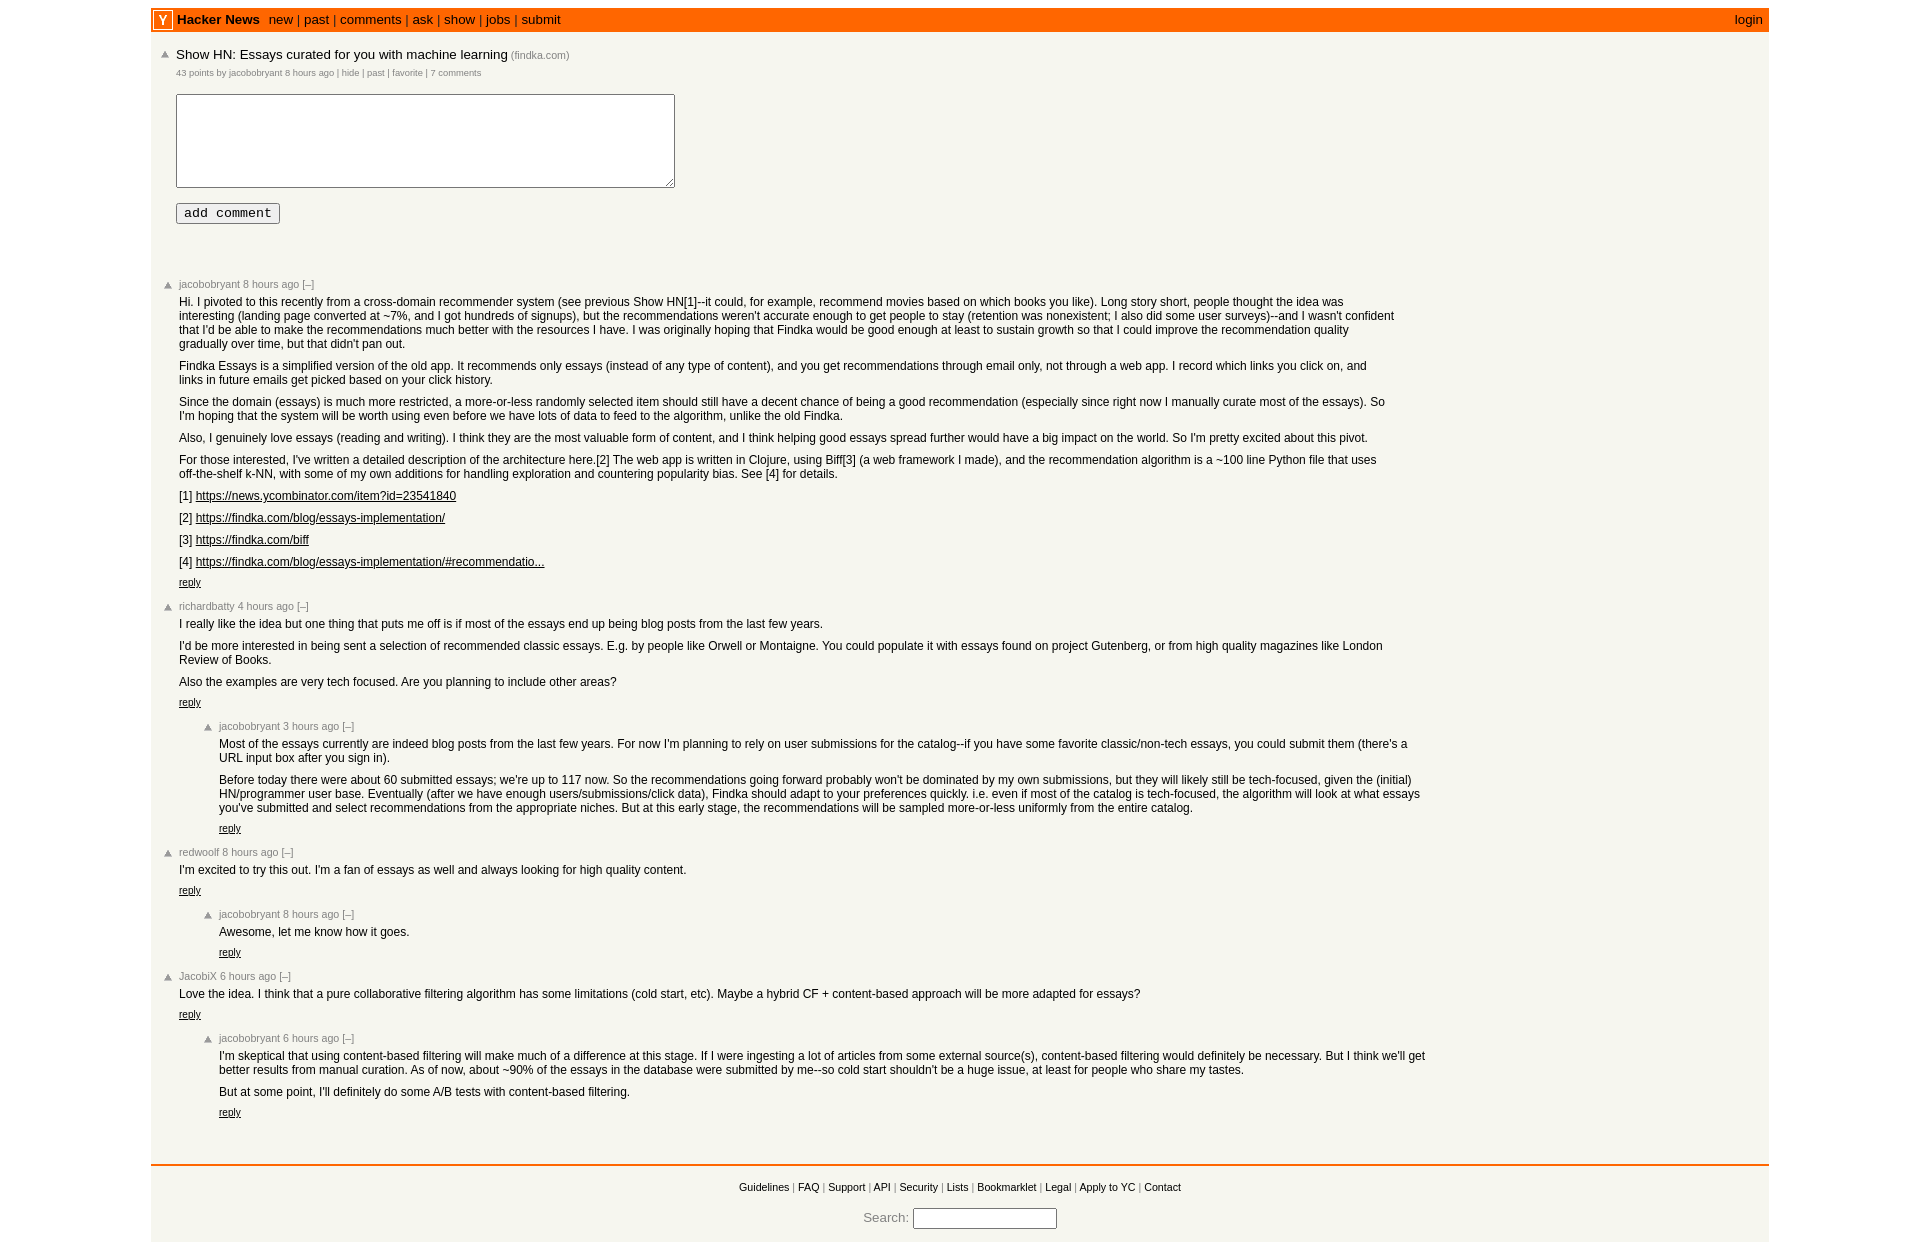 Y Hacker News new | past | comments | ask | show | jobs | submit login
Show HN: Essays curated for you with machine learning (findka.com)
43 points by jacobobryant 8 hours ago | hide | past | favorite | 7 comments
add comment
jacobobryant 8 hours ago [–]
Hi. I pivoted to this recently from a cross-domain recommender system (see previous Show HN[1]--it could, for example, recommend movies based on which books you like). Long story short, people thought the idea was
interesting (landing page converted at ~7%, and I got hundreds of signups), but the recommendations weren't accurate enough to get people to stay (retention was nonexistent; I also did some user surveys)--and I wasn't confident
that I'd be able to make the recommendations much better with the resources I have. I was originally hoping that Findka would be good enough at least to sustain growth so that I could improve the recommendation quality
gradually over time, but that didn't pan out.
Findka Essays is a simplified version of the old app. It recommends only essays (instead of any type of content), and you get recommendations through email only, not through a web app. I record which links you click on, and
links in future emails get picked based on your click history.
Since the domain (essays) is much more restricted, a more-or-less randomly selected item should still have a decent chance of being a good recommendation (especially since right now I manually curate most of the essays). So
I'm hoping that the system will be worth using even before we have lots of data to feed to the algorithm, unlike the old Findka.
Also, I genuinely love essays (reading and writing). I think they are the most valuable form of content, and I think helping good essays spread further would have a big impact on the world. So I'm pretty excited about this pivot.
For those interested, I've written a detailed description of the architecture here.[2] The web app is written in Clojure, using Biff[3] (a web framework I made), and the recommendation algorithm is a ~100 line Python file that uses
off-the-shelf k-NN, with some of my own additions for handling exploration and countering popularity bias. See [4] for details.
[1] https://news.ycombinator.com/item?id=23541840
[2] https://findka.com/blog/essays-implementation/
[3] https://findka.com/biff
[4] https://findka.com/blog/essays-implementation/#recommendatio...
reply
richardbatty 4 hours ago [–]
I really like the idea but one thing that puts me off is if most of the essays end up being blog posts from the last few years.
I'd be more interested in being sent a selection of recommended classic essays. E.g. by people like Orwell or Montaigne. You could populate it with essays found on project Gutenberg, or from high quality magazines like London
Review of Books.
Also the examples are very tech focused. Are you planning to include other areas?
reply
jacobobryant 3 hours ago [–]
Most of the essays currently are indeed blog posts from the last few years. For now I'm planning to rely on user submissions for the catalog--if you have some favorite classic/non-tech essays, you could submit them (there's a
URL input box after you sign in).
Before today there were about 60 submitted essays; we're up to 117 now. So the recommendations going forward probably won't be dominated by my own submissions, but they will likely still be tech-focused, given the (initial)
HN/programmer user base. Eventually (after we have enough users/submissions/click data), Findka should adapt to your preferences quickly. i.e. even if most of the catalog is tech-focused, the algorithm will look at what essays
you've submitted and select recommendations from the appropriate niches. But at this early stage, the recommendations will be sampled more-or-less uniformly from the entire catalog.
reply
redwoolf 8 hours ago [–]
I'm excited to try this out. I'm a fan of essays as well and always looking for high quality content.
reply
jacobobryant 8 hours ago [–]
Awesome, let me know how it goes.
reply
JacobiX 6 hours ago [–]
Love the idea. I think that a pure collaborative filtering algorithm has some limitations (cold start, etc). Maybe a hybrid CF + content-based approach will be more adapted for essays?
reply
jacobobryant 6 hours ago [–]
I'm skeptical that using content-based filtering will make much of a difference at this stage. If I were ingesting a lot of articles from some external source(s), content-based filtering would definitely be necessary. But I think we'll get
better results from manual curation. As of now, about ~90% of the essays in the database were submitted by me--so cold start shouldn't be a huge issue, at least for people who share my tastes.
But at some point, I'll definitely do some A/B tests with content-based filtering.
reply
Guidelines | FAQ | Support | API | Security | Lists | Bookmarklet | Legal | Apply to YC | Contact
Search: